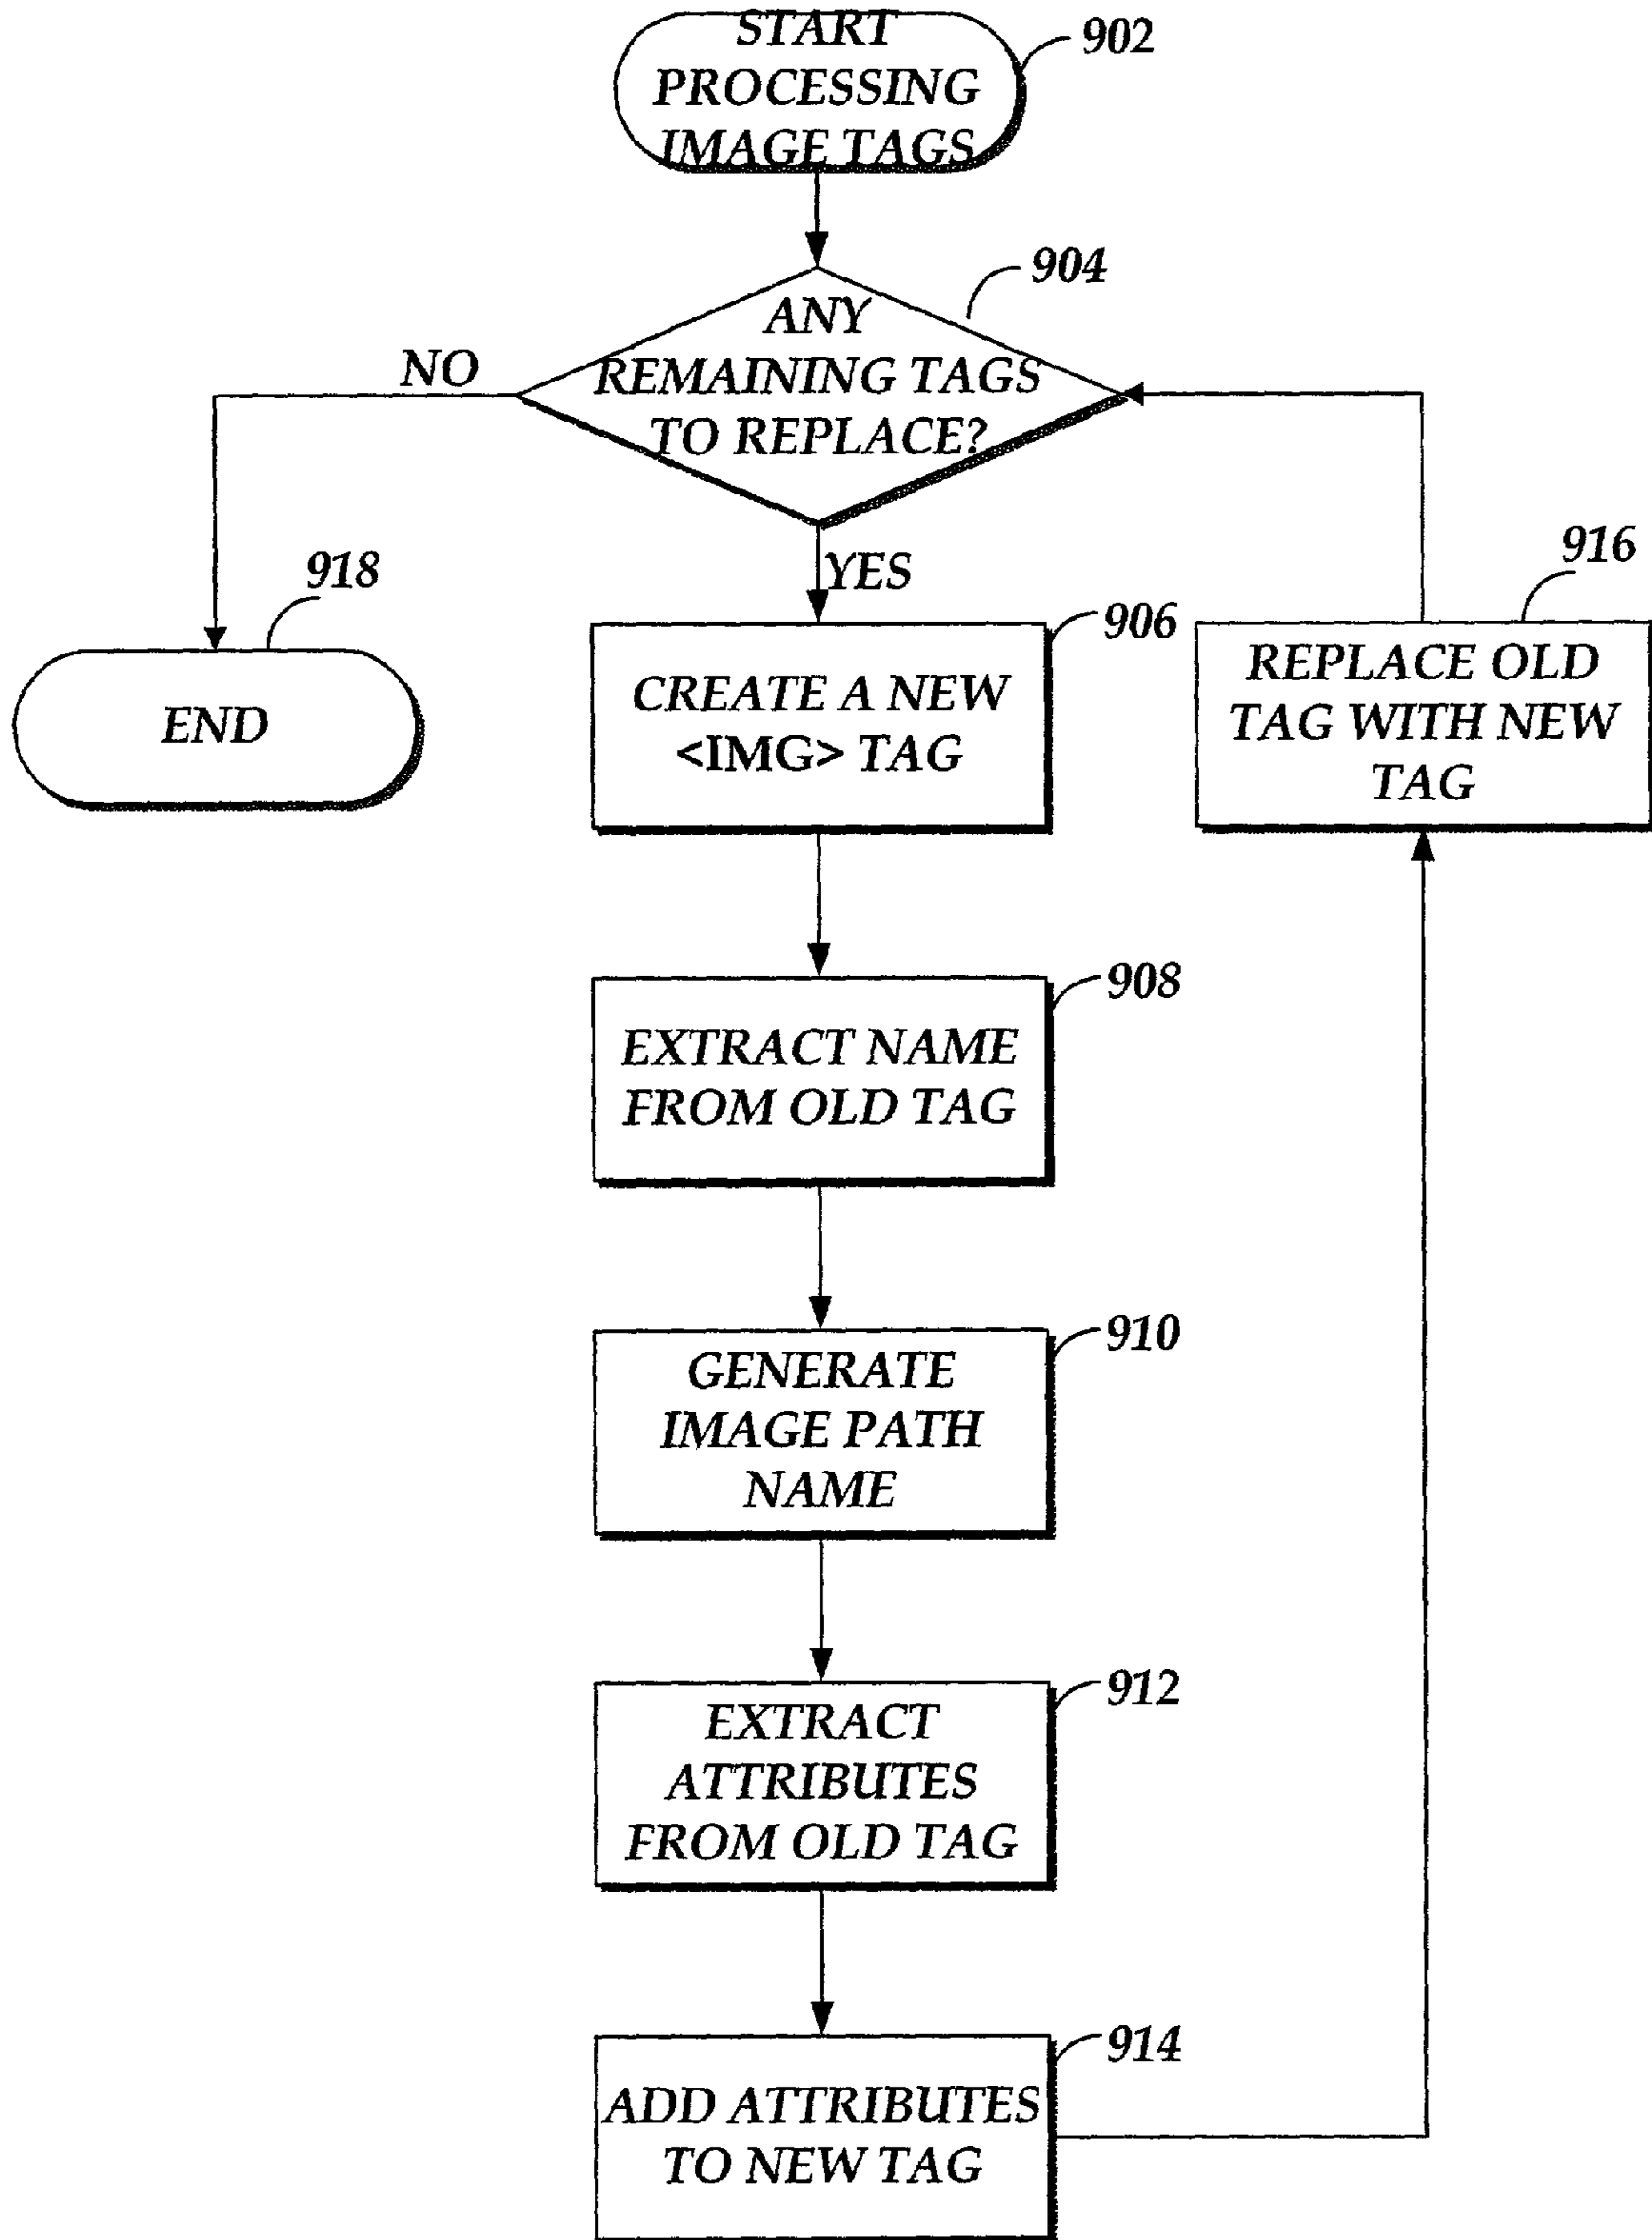 START
PROCESSING
IMAGE TAGS
902
904
ANY
REMAINING TAGS
TO REPLACE?
NO
YES
918
END
906
CREATE A NEW
<IMG> TAG
916
REPLACE OLD
TAG WITH NEW
TAG
908
EXTRACT NAME
FROM OLD TAG
910
GENERATE
IMAGE PATH
NAME
912
EXTRACT
ATTRIBUTES
FROM OLD TAG
914
ADD ATTRIBUTES
TO NEW TAG